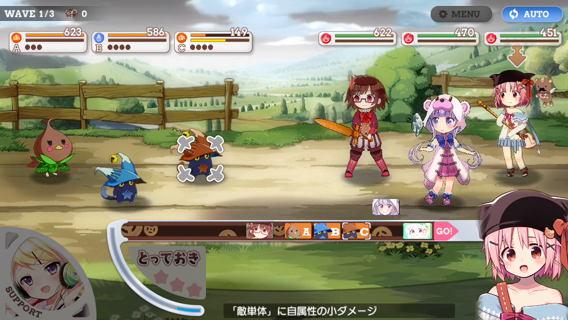 WAVE 1/3 0
MENU
AUTO
623
A
586
B
149
C
622
470
451
A
B
C
GO!
とっておき
SUPPORT
「敵単体」に自属性の小ダメージ